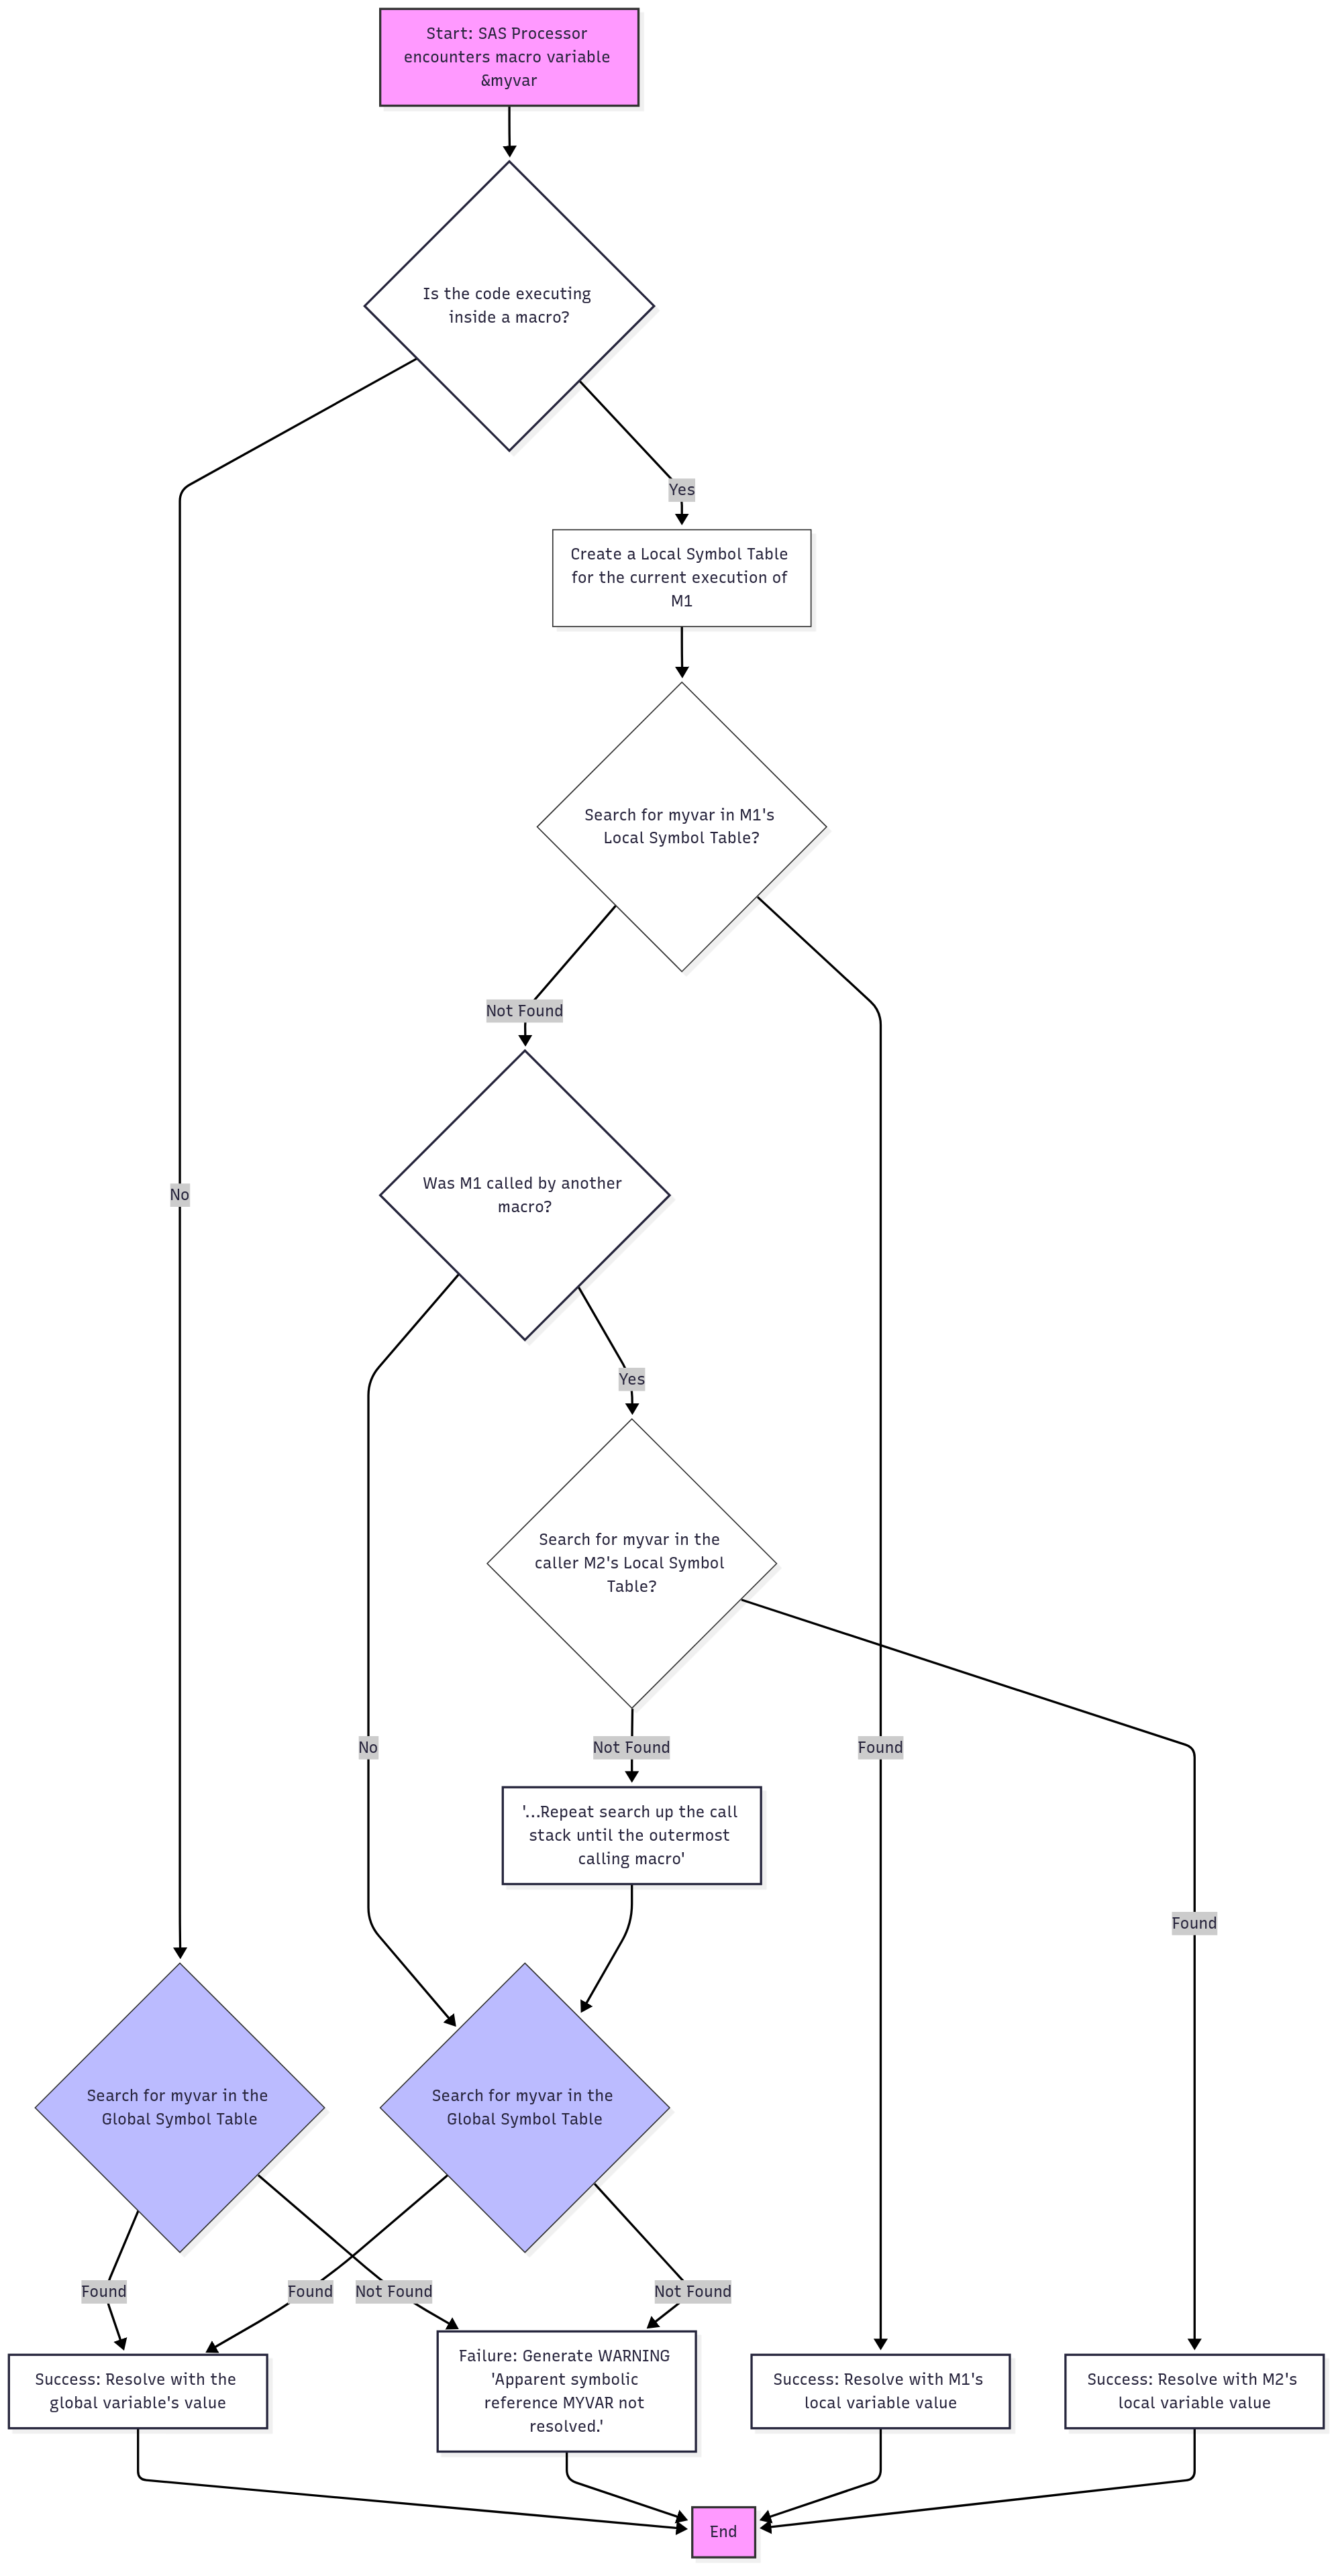 Start: SAS Processor
encounters macro variable
&myvar
Is the code executing
inside a macro?
Yes
Create a Local Symbol Table
for the current execution of
M1
Search for myvar in M1's
Local Symbol Table?
Not Found
Was M1 called by another
macro?
No
Yes
Search for myvar in the
caller M2's Local Symbol
Table?
No
Not Found
Found
'...Repeat search up the call
stack until the outermost
calling macro'
Found
Search for myvar in the
Global Symbol Table
Search for myvar in the
Global Symbol Table
Found
Found
Not Found
Not Found
Success: Resolve with the
global variable's value
Failure: Generate WARNING
'Apparent symbolic
reference MYVAR not
resolved.'
Success: Resolve with M1's
local variable value
Success: Resolve with M2's
local variable value
End